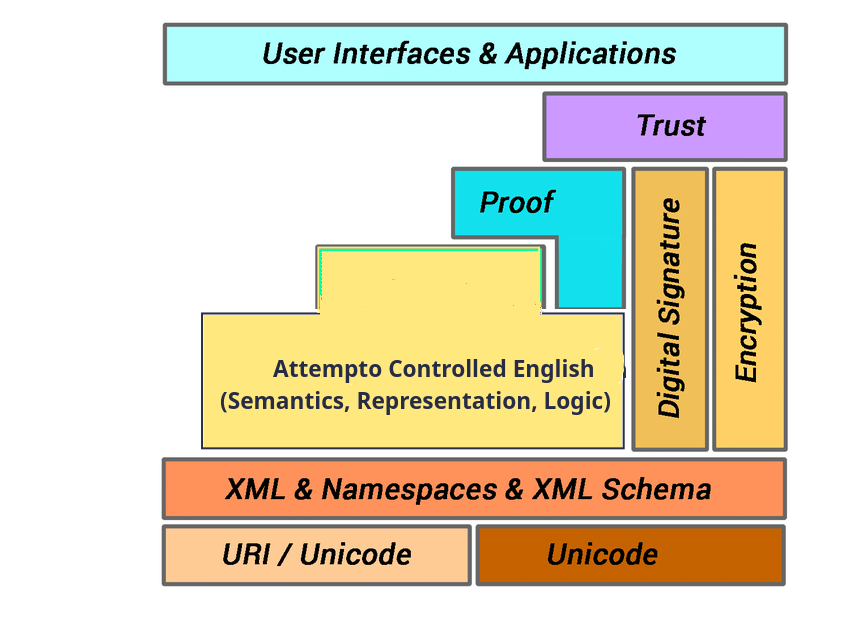 User Interfaces & Applications
Trust
Proof
Digital Signature
Encryption
Attempto Controlled English
(Semantics, Representation, Logic)
XML & Namespaces & XML Schema
URI / Unicode
Unicode